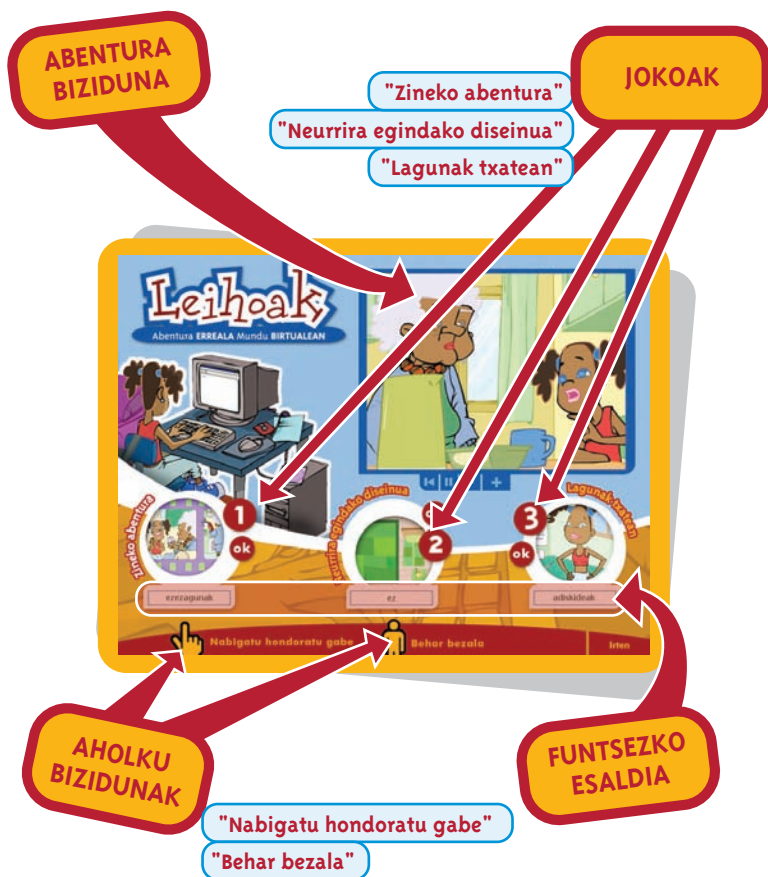 ABENTURA
BIZIDUNA
JOKOAK
"Zineko abentura"
"Neurrira egindako diseinua"
"Lagunak txatean"
Leihoak
Abentura ERREALA Mundu BIRTUALEAN
Zineko abentura
1
ok
Neurrira egindako diseinua
2
Lagunak txatean
3
ok
ezezagunak
ez
adiskideak
Nabigatu hondoratu gabe
Behar bezala
Irten
AHOLKU
BIZIDUNAK
FUNTSEZKO
ESALDIA
"Nabigatu hondoratu gabe"
"Behar bezala"